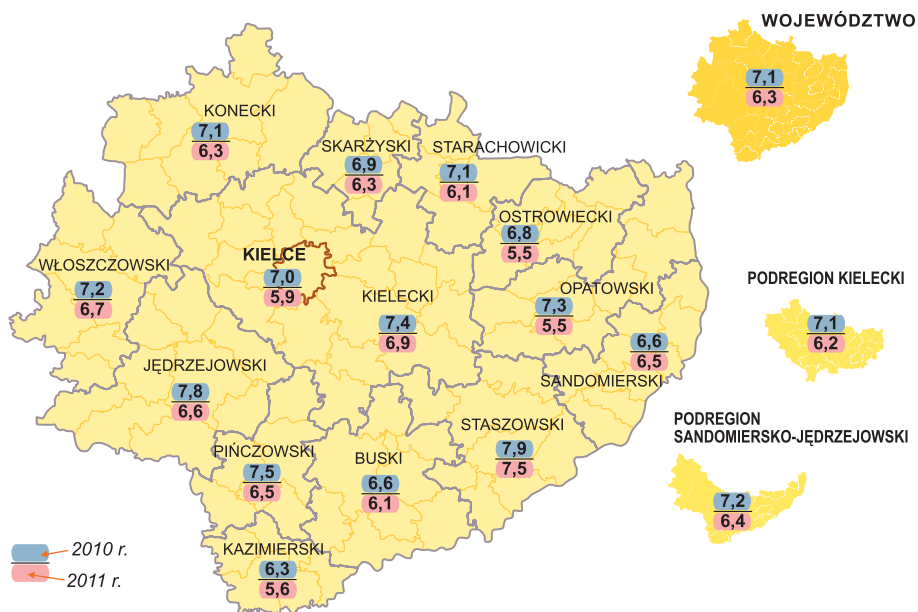 WOJEWÓDZTWO
7,1
6,3
KONECKI
7,1
6,3
SKARŻYSKI
6,9
6,3
STARACHOWICKI
7,1
6,1
OSTROWIECKI
6,8
5,5
WŁOSZCZOWSKI
7,2
6,7
KIELCE
7,0
5,9
KIELECKI
7,4
6,9
OPATOWSKI
7,3
5,5
PODREGION KIELECKI
7,1
6,2
JĘDRZEJOWSKI
7,8
6,6
6,6
6,5
SANDOMIERSKI
PODREGION
SANDOMIERSKO-JĘDRZEJOWSKI
7,2
6,4
PIŃCZOWSKI
7,5
6,5
BUSKI
6,6
6,1
STASZOWSKI
7,9
7,5
KAZIMIERSKI
6,3
5,6
2010 r.
2011 r.